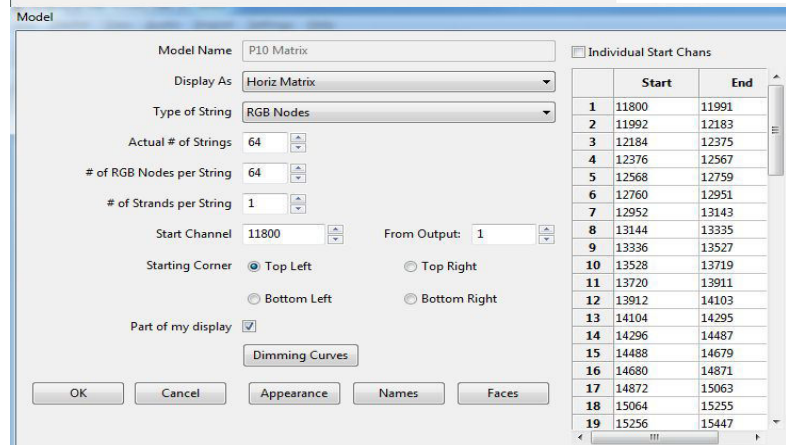 Model
Model Name P10 Matrix
Individual Start Chans
Display As Horiz Matrix
Type of String RGB Nodes
Actual # of Strings 64
# of RGB Nodes per String 64
# of Strands per String 1
Start Channel 11800 From Output: 1
Starting Corner Top Left Top Right
Bottom Left Bottom Right
Part of my display
Dimming Curves
OK Cancel Appearance Names Faces
Start End
1 11800 11991
2 11992 12183
3 12184 12375
4 12376 12567
5 12568 12759
6 12760 12951
7 12952 13143
8 13144 13335
9 13336 13527
10 13528 13719
11 13720 13911
12 13912 14103
13 14104 14295
14 14296 14487
15 14488 14679
16 14680 14871
17 14872 15063
18 15064 15255
19 15256 15447